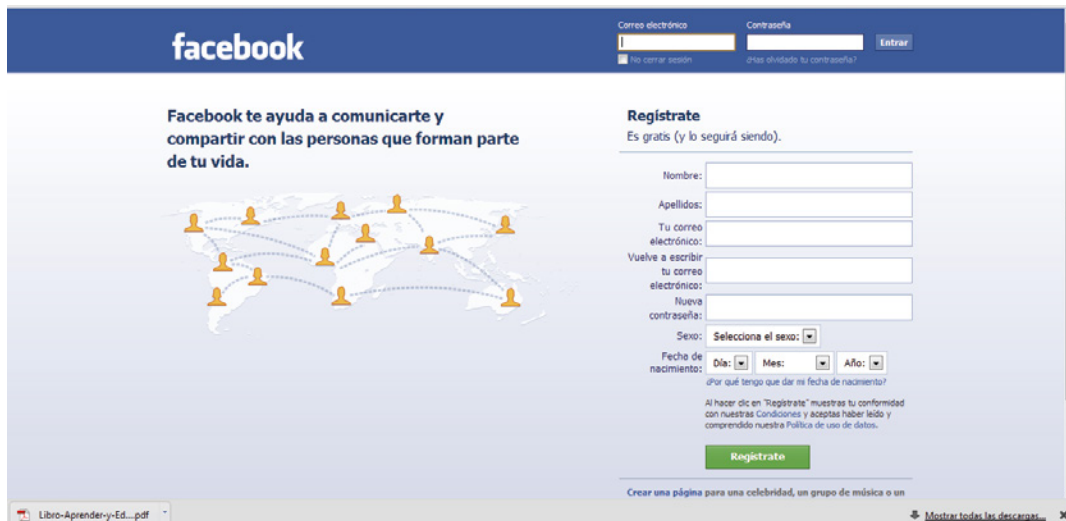 facebook
Correo electrónico
Contraseña
Entrar
No cerrar sesión
¿Has olvidado tu contraseña?
Facebook te ayuda a comunicarte y
compartir con las personas que forman parte
de tu vida.
Regístrate
Es gratis (y lo seguirá siendo).
Nombre:
Apellidos:
Tu correo
electrónico:
Vuelve a escribir
tu correo
electrónico:
Nueva
contraseña:
Sexo: Selecciona el sexo:
Fecha de
nacimiento:
Día: Mes: Año:
¿Por qué tengo que dar mi fecha de nacimiento?
Al hacer clic en "Regístrate" muestras tu conformidad
con nuestras Condiciones y aceptas haber leído y
comprendido nuestra Política de uso de datos.
Regístrate
Crear una página para una celebridad, un grupo de música o un
Libro-Aprender-y-Ed....pdf
Mostrar todas las descargas...